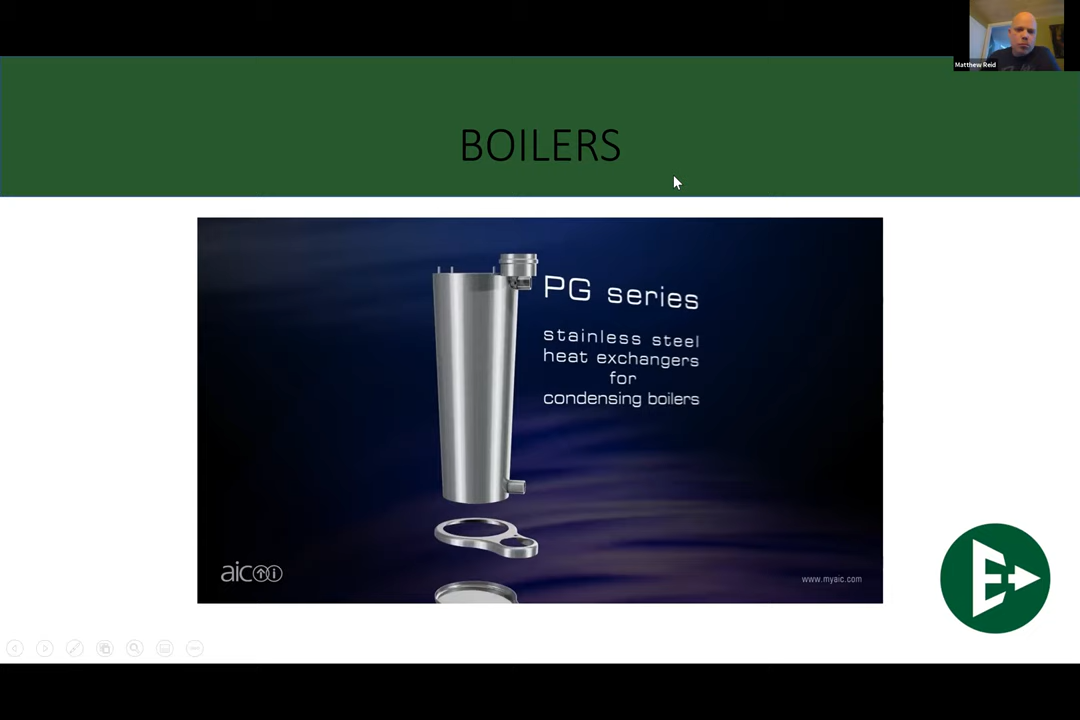 Matthew Reid
BOILERS
PG series
stainless steel
heat exchangers
for
condensing boilers
aic
www.myaic.com
E